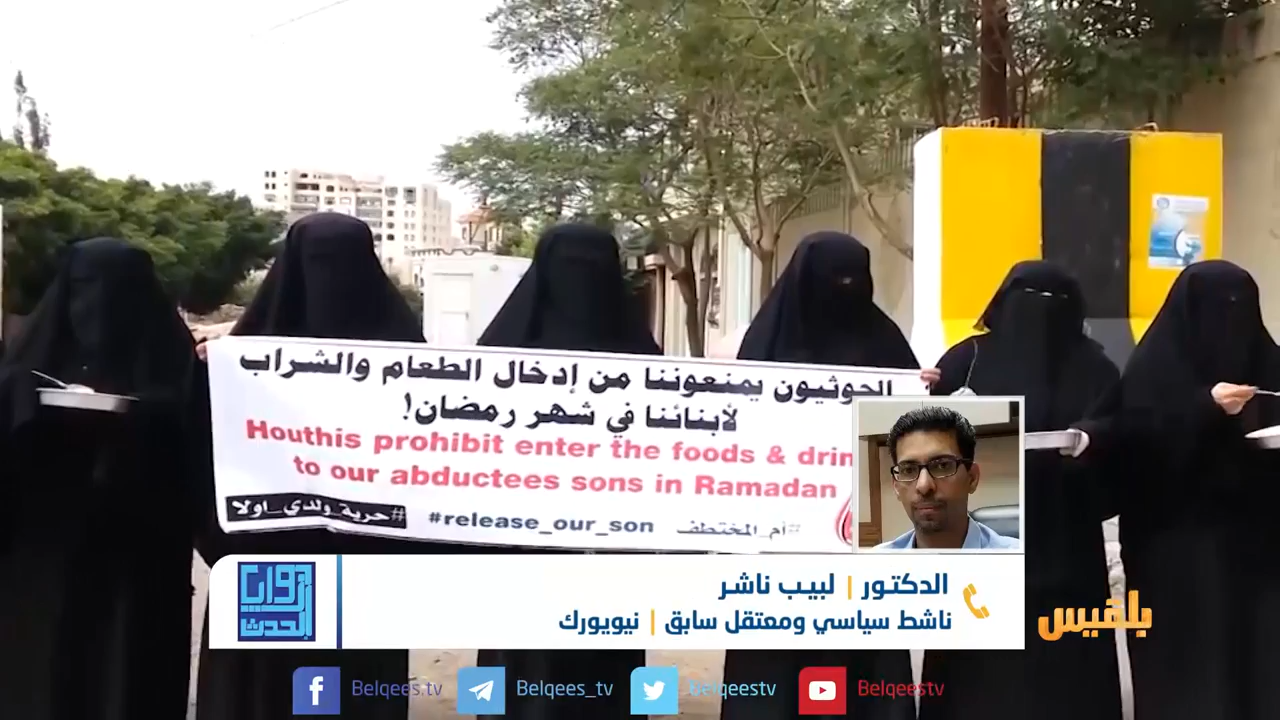 الحوثيون يمنعوننا من إدخال الطعام والشراب
لأبنائنا في شهر رمضان!
Houthis prohibit enter the foods & drin
to our abductees sons in Ramadan
#حرية_ولدي_اولا #release_our_son #أم_المختطف
الدكتور | لبيب ناشر
ناشط سياسي ومعتقل سابق | نيويورك
الحدث
بلقيس
Belqees.tv Belqees_tv belqeestv Belqeestv